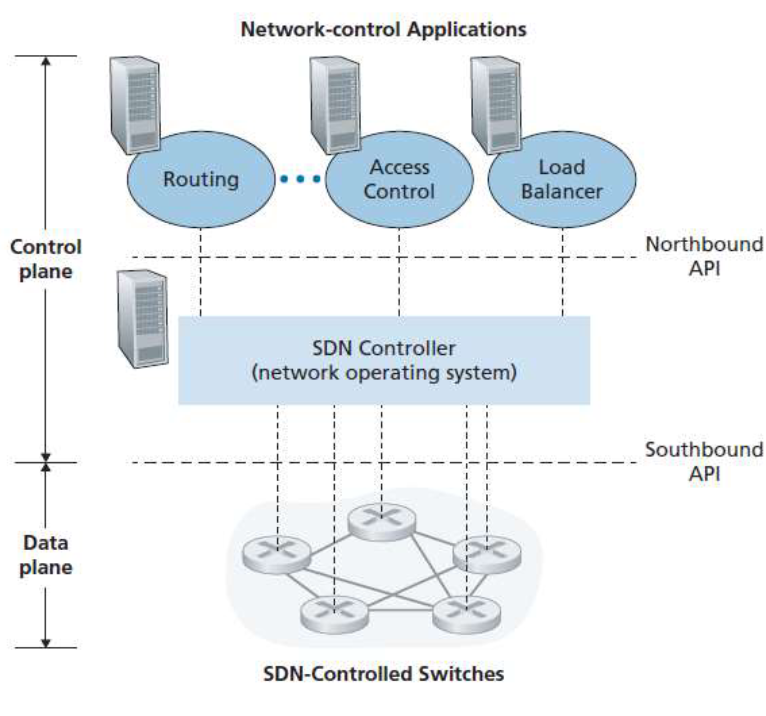 Network-control Applications
Routing
Access
Control
Load
Balancer
Control
plane
Northbound
API
SDN Controller
(network operating system)
Southbound
API
Data
plane
SDN-Controlled Switches